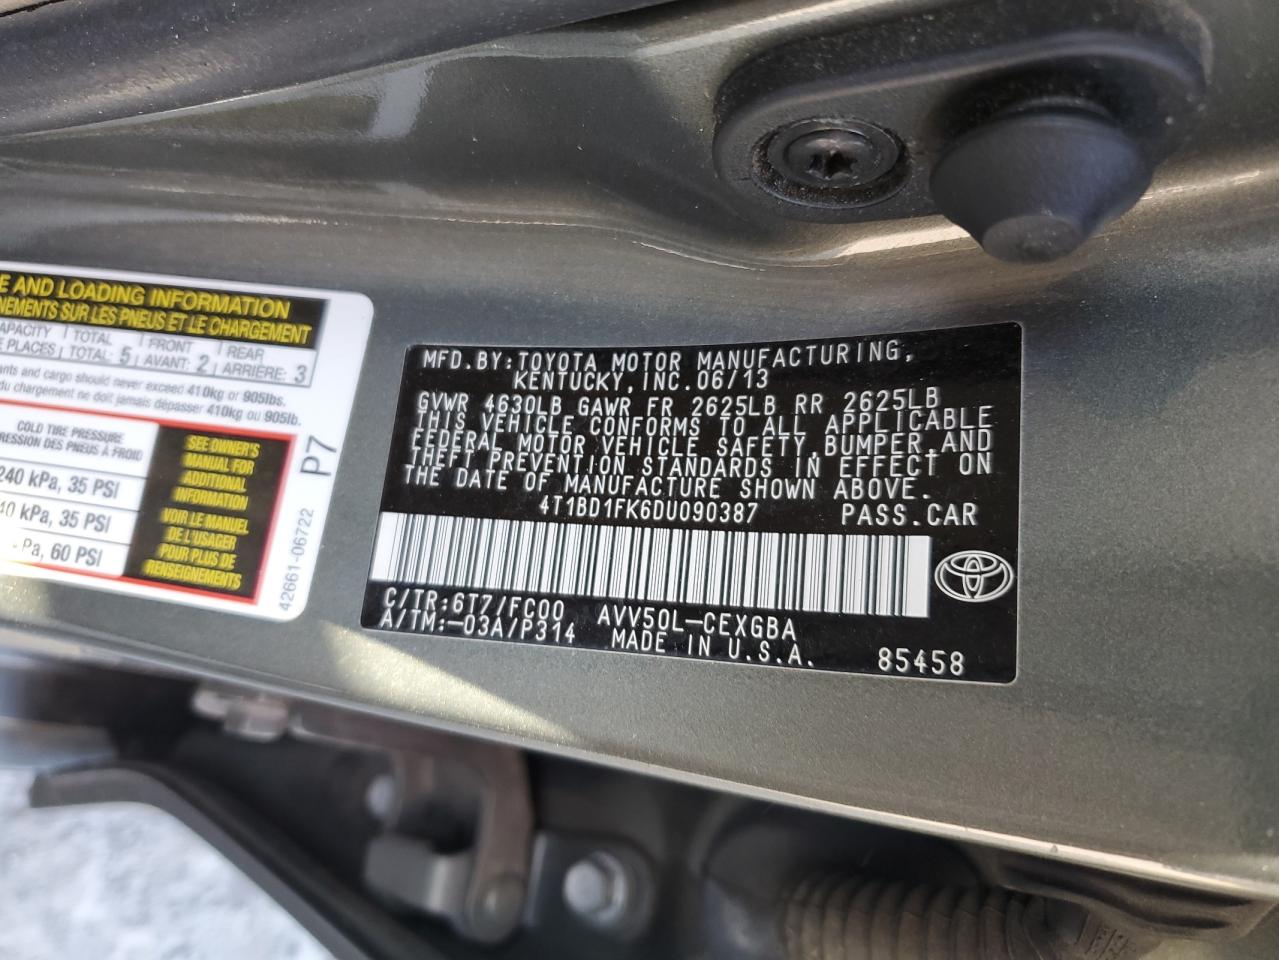 E AND LOADING INFORMATION
NEMENTS SUR LES PNEUS ET LE CHARGEMENT
APACITY TOTAL FRONT REAR
E PLACES TOTAL: 5 AVANT: 2 ARRIÈRE: 3
ants and cargo should never exceed 410kg or 905lbs.
du chargement ne doit jamais dépasser 410kg ou 905lb.
COLD TIRE PRESSURE
RESSION DES PNEUS À FROID
240 kPa, 35 PSI
40 kPa, 35 PSI
Pa, 60 PSI
SEE OWNER'S
MANUAL FOR
ADDITIONAL
INFORMATION
VOIR LE MANUEL
DE L'USAGER
POUR PLUS DE
RENSEIGNEMENTS
P7
42661-06722
MFD.BY:TOYOTA MOTOR MANUFACTURING,
KENTUCKY,INC.06/13
GVWR 4630LB GAWR FR 2625LB RR 2625LB
THIS VEHICLE CONFORMS TO ALL APPLICABLE
FEDERAL MOTOR VEHICLE SAFETY,BUMPER,AND
THEFT PREVENTION STANDARDS IN EFFECT ON
THE DATE OF MANUFACTURE SHOWN ABOVE.
4T1BD1FK6DU090387 PASS.CAR
C/TR:6T7/FC00 AVV50L-CEXGBA
A/TM:-03A/P314 MADE IN U.S.A. 85458